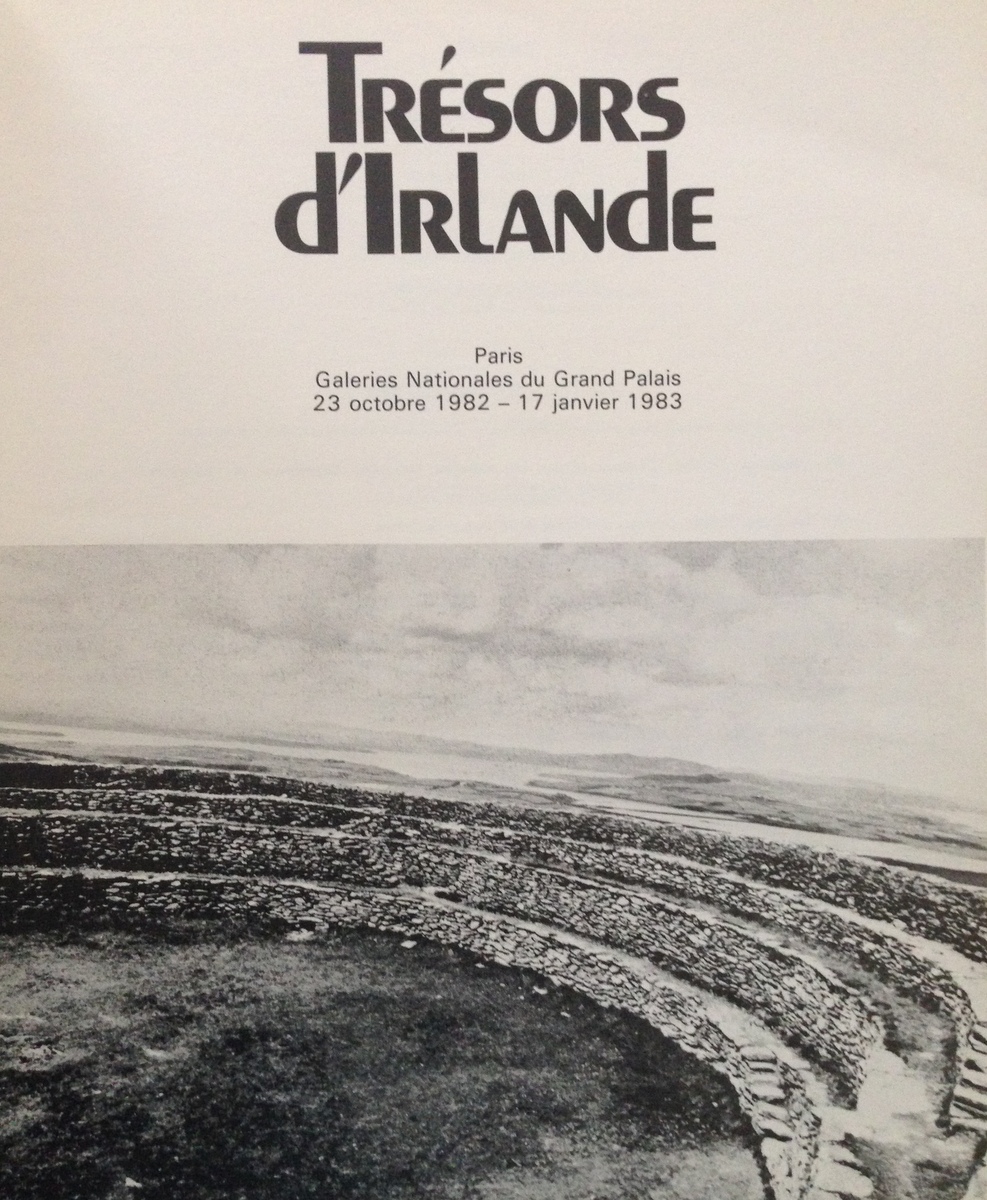 Trésors
d'Irlande
Paris
Galeries Nationales du Grand Palais
23 octobre 1982 – 17 janvier 1983